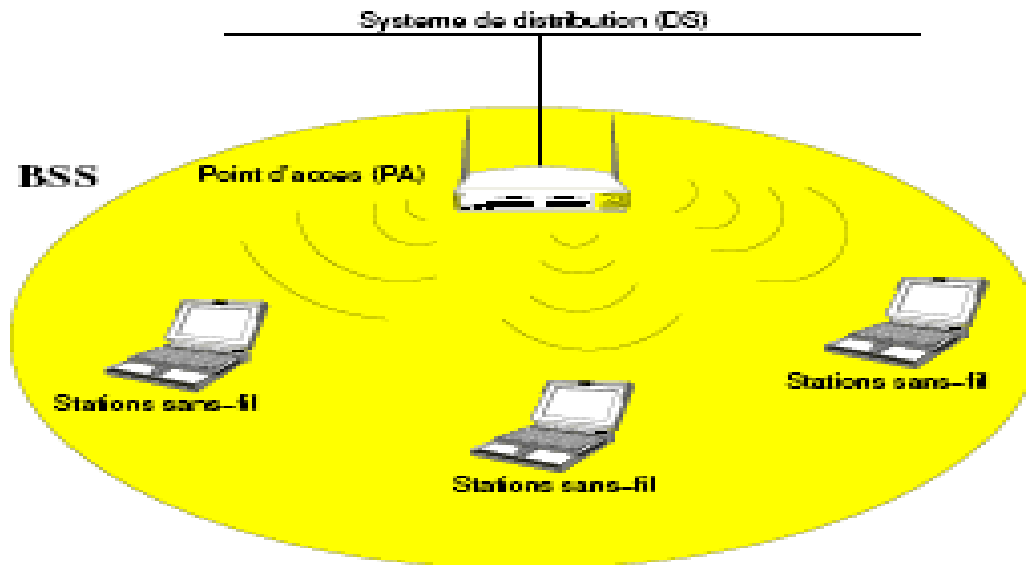 Systeme de distribution (DS)
BSS
Point d'acces (PA)
Stations sans-fil
Stations sans-fil
Stations sans-fil